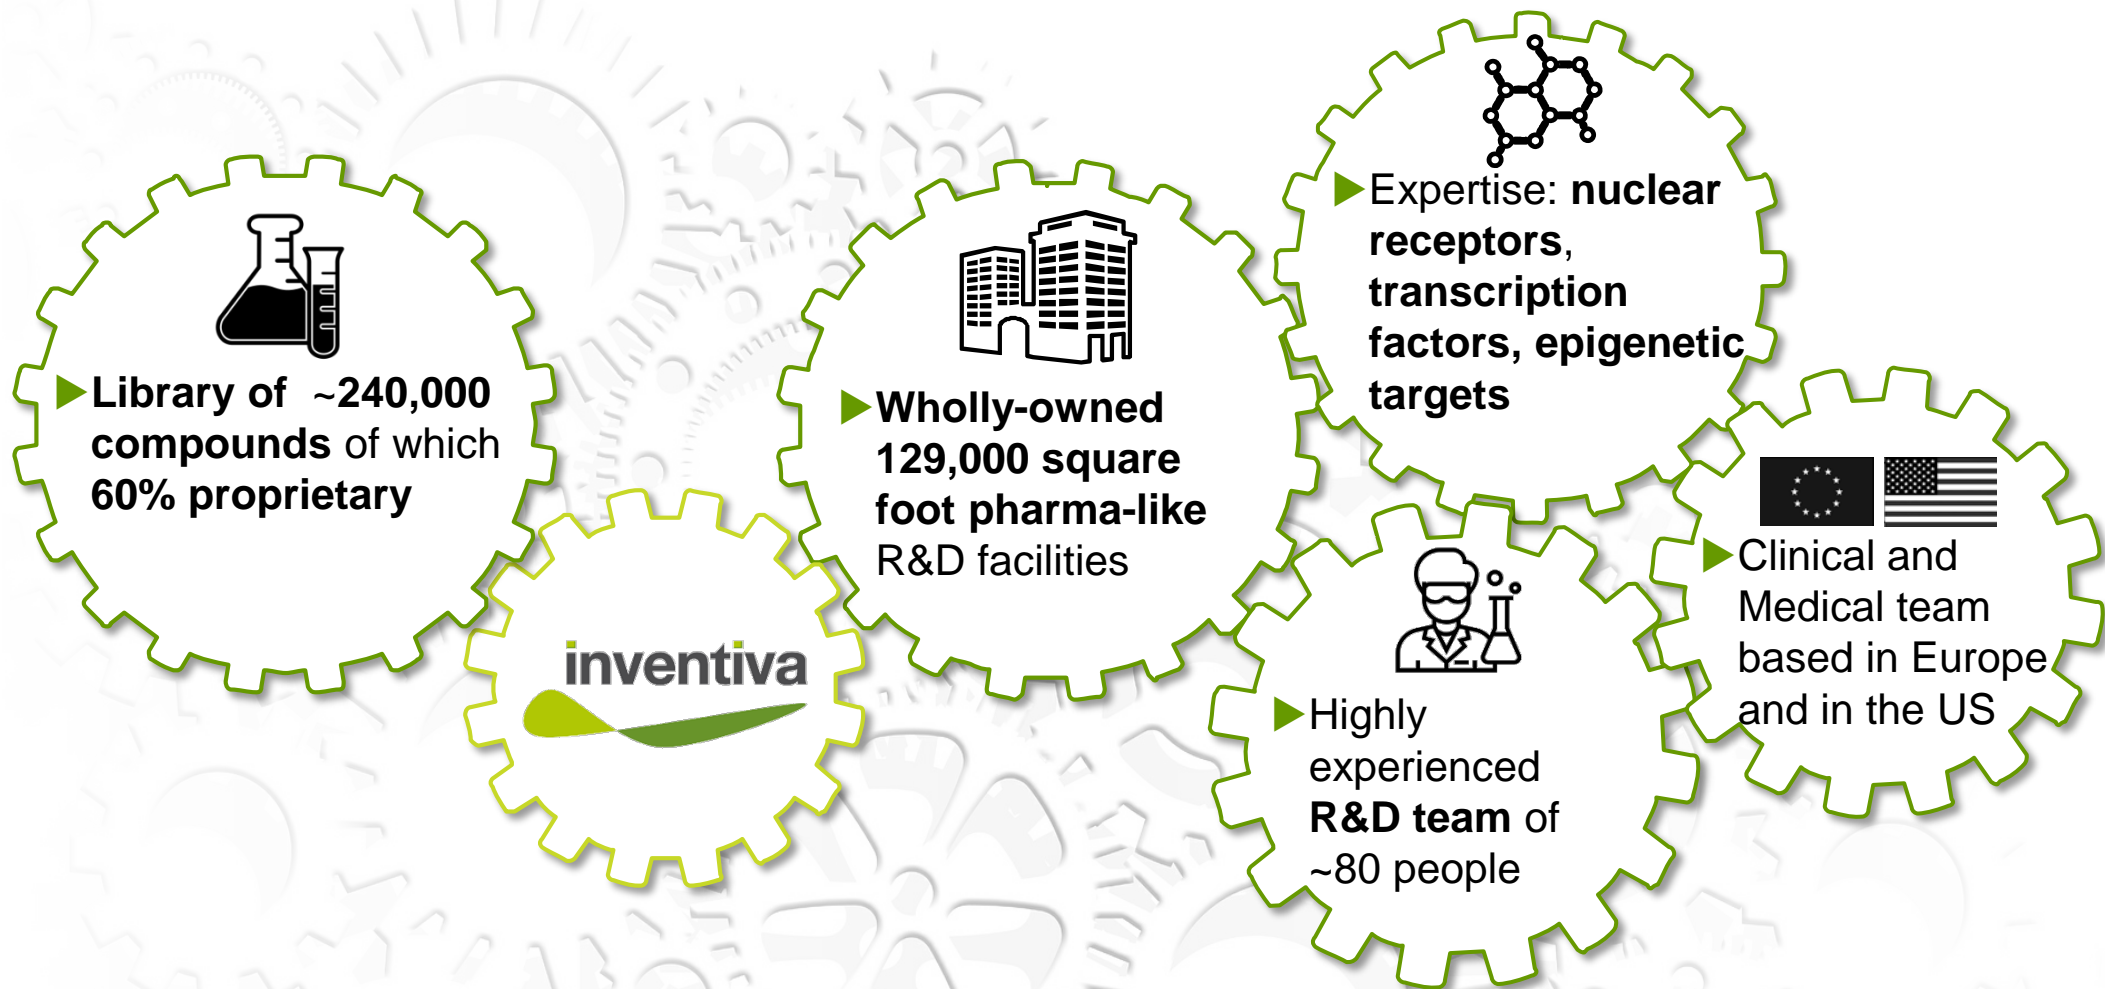 Library of ~240,000
compounds of which
60% proprietary
inventiva
Wholly-owned
129,000 square
foot pharma-like
R&D facilities
Expertise: nuclear
receptors,
transcription
factors, epigenetic
targets
Highly
experienced
R&D team of
~80 people
Clinical and
Medical team
based in Europe
and in the US